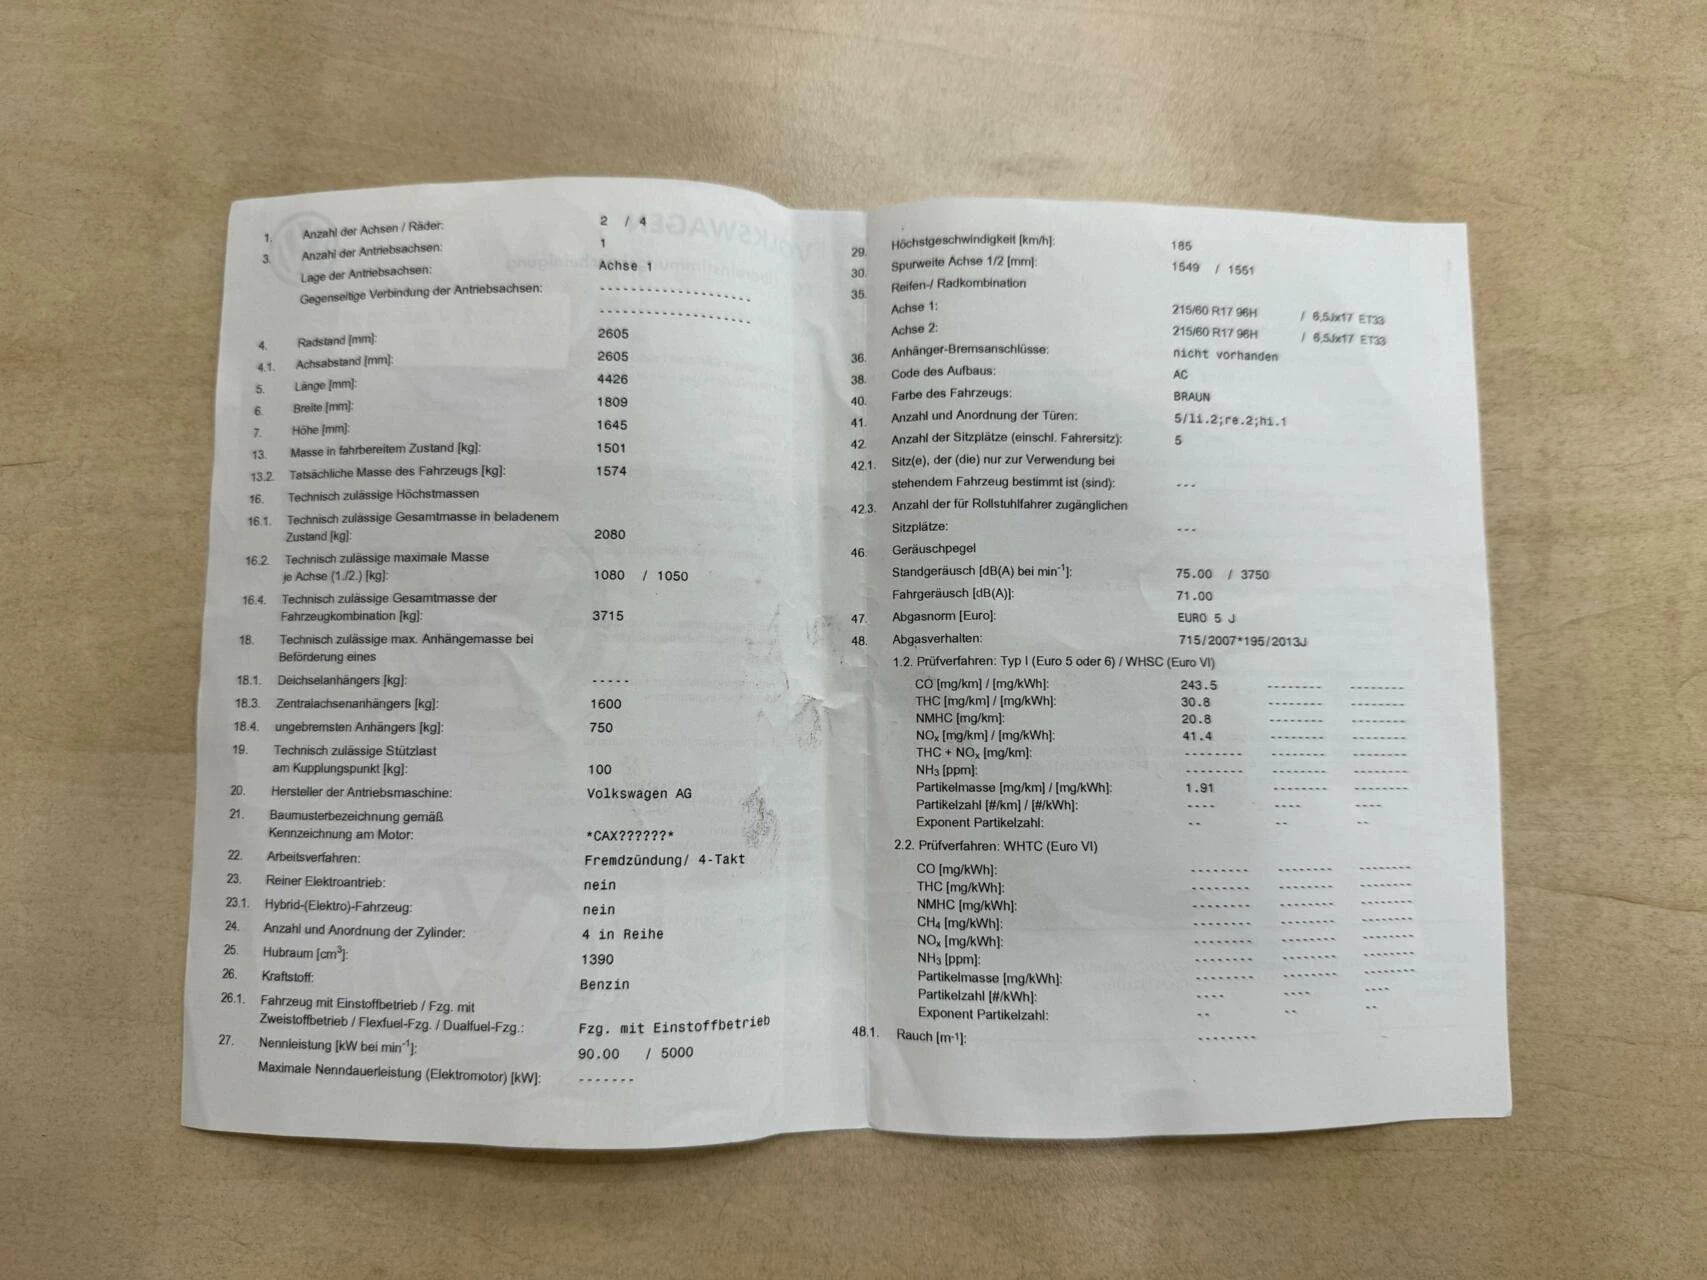 1. Anzahl der Achsen / Räder: 2 / 4
3. Anzahl der Antriebsachsen: 1
Lage der Antriebsachsen: Achse 1
Gegenseitige Verbindung der Antriebsachsen: --------------------
--------------------
4. Radstand [mm]: 2605
4.1. Achsabstand [mm]: 2605
5. Länge [mm]: 4426
6. Breite [mm]: 1809
7. Höhe [mm]: 1645
13. Masse in fahrbereitem Zustand [kg]: 1501
13.2. Tatsächliche Masse des Fahrzeugs [kg]: 1574
16. Technisch zulässige Höchstmassen
16.1. Technisch zulässige Gesamtmasse in beladenem
Zustand [kg]: 2080
16.2. Technisch zulässige maximale Masse
je Achse (1./2.) [kg]: 1080 / 1050
16.4. Technisch zulässige Gesamtmasse der
Fahrzeugkombination [kg]: 3715
18. Technisch zulässige max. Anhängemasse bei
Beförderung eines
18.1. Deichselanhängers [kg]: -----
18.3. Zentralachsenanhängers [kg]: 1600
18.4. ungebremsten Anhängers [kg]: 750
19. Technisch zulässige Stützlast
am Kupplungspunkt [kg]: 100
20. Hersteller der Antriebsmaschine: Volkswagen AG
21. Baumusterbezeichnung gemäß
Kennzeichnung am Motor: *CAX??????*
22. Arbeitsverfahren: Fremdzündung/ 4-Takt
23. Reiner Elektroantrieb: nein
23.1. Hybrid-(Elektro)-Fahrzeug: nein
24. Anzahl und Anordnung der Zylinder: 4 in Reihe
25. Hubraum [cm³]: 1390
26. Kraftstoff: Benzin
26.1. Fahrzeug mit Einstoffbetrieb / Fzg. mit
Zweistoffbetrieb / Flexfuel-Fzg. / Dualfuel-Fzg.: Fzg. mit Einstoffbetrieb
27. Nennleistung [kW bei min⁻¹]: 90.00 / 5000
Maximale Nenndauerleistung (Elektromotor) [kW]: -------
29. Höchstgeschwindigkeit [km/h]: 185
30. Spurweite Achse 1/2 [mm]: 1549 / 1551
35. Reifen-/ Radkombination
Achse 1: 215/60 R17 96H / 6,5Jx17 ET33
Achse 2: 215/60 R17 96H / 6,5Jx17 ET33
36. Anhänger-Bremsanschlüsse: nicht vorhanden
38. Code des Aufbaus: AC
40. Farbe des Fahrzeugs: BRAUN
41. Anzahl und Anordnung der Türen: 5/li.2;re.2;hi.1
42. Anzahl der Sitzplätze (einschl. Fahrersitz): 5
42.1. Sitz(e), der (die) nur zur Verwendung bei
stehendem Fahrzeug bestimmt ist (sind): ---
42.3. Anzahl der für Rollstuhlfahrer zugänglichen
Sitzplätze: ---
46. Geräuschpegel
Standgeräusch [dB(A) bei min⁻¹]: 75.00 / 3750
Fahrgeräusch [dB(A)]: 71.00
47. Abgasnorm [Euro]: EURO 5 J
48. Abgasverhalten: 715/2007*195/2013J
1.2. Prüfverfahren: Typ I (Euro 5 oder 6) / WHSC (Euro VI)
CO [mg/km] / [mg/kWh]: 243.5 -------- --------
THC [mg/km] / [mg/kWh]: 30.8 -------- --------
NMHC [mg/km]: 20.8 -------- --------
NOx [mg/km] / [mg/kWh]: 41.4 -------- --------
THC + NOx [mg/km]: -------- -------- --------
NH₃ [ppm]: -------- -------- --------
Partikelmasse [mg/km] / [mg/kWh]: 1.91 -------- --------
Partikelzahl [#/km] / [#/kWh]: ---- ---- ----
Exponent Partikelzahl: -- -- --
2.2. Prüfverfahren: WHTC (Euro VI)
CO [mg/kWh]: -------- -------- --------
THC [mg/kWh]: -------- -------- --------
NMHC [mg/kWh]: -------- -------- --------
CH₄ [mg/kWh]: -------- -------- --------
NOx [mg/kWh]: -------- -------- --------
NH₃ [ppm]: -------- -------- --------
Partikelmasse [mg/kWh]: -------- -------- --------
Partikelzahl [#/kWh]: ---- ---- ----
Exponent Partikelzahl: -- -- --
48.1. Rauch [m⁻¹]: --------